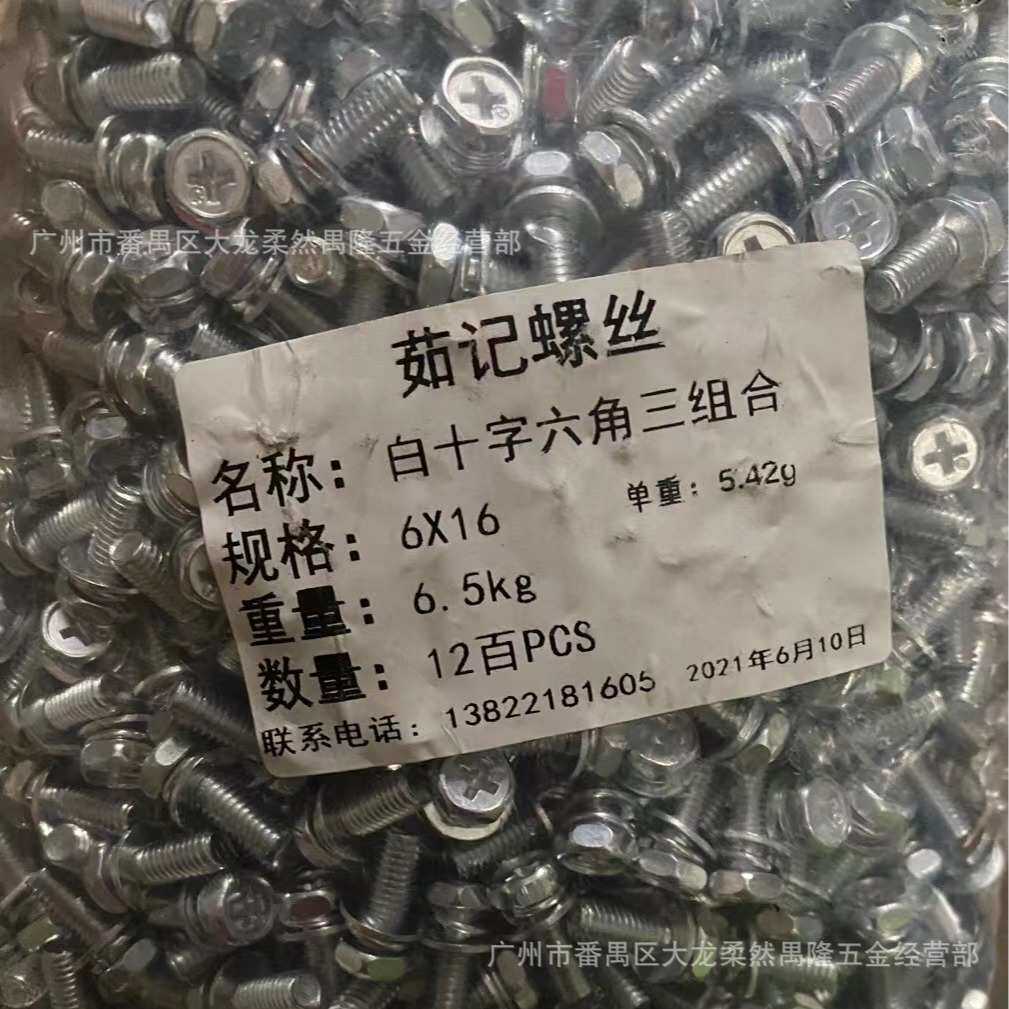 广州市番禺区大龙柔然禺隆五金经营部
茹记螺丝
名称: 白十字六角三组合
规格: 6X16 单重: 5.42g
重量: 6.5kg
数量: 12百PCS
联系电话: 13822181605 2021年6月10日
广州市番禺区大龙柔然禺隆五金经营部